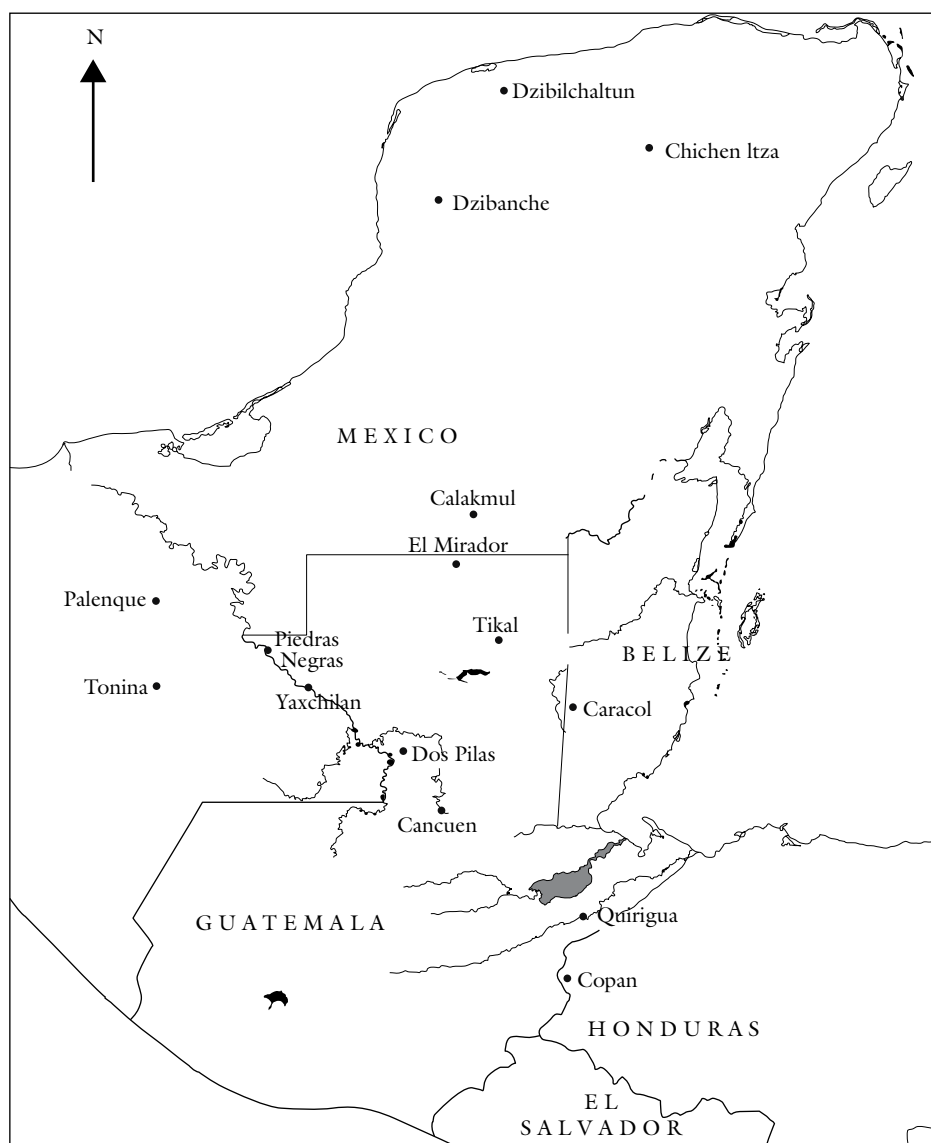 N
Dzibilchaltun
Chichen ltza
Dzibanche
MEXICO
Calakmul
El Mirador
Palenque
Tikal
Piedras
Negras
BELIZE
Tonina
Yaxchilan
Caracol
Dos Pilas
Cancuen
GUATEMALA
Quirigua
Copan
HONDURAS
EL
SALVADOR